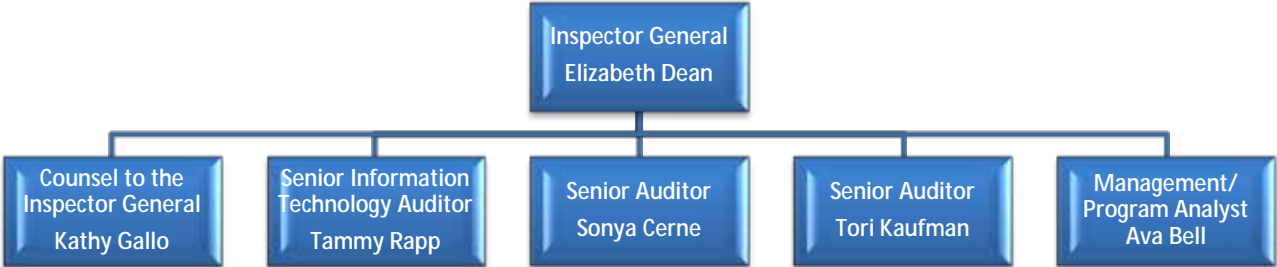 Inspector General
Elizabeth Dean
Counsel to the
Inspector General
Kathy Gallo
Senior Information
Technology Auditor
Tammy Rapp
Senior Auditor
Sonya Cerne
Senior Auditor
Tori Kaufman
Management/
Program Analyst
Ava Bell